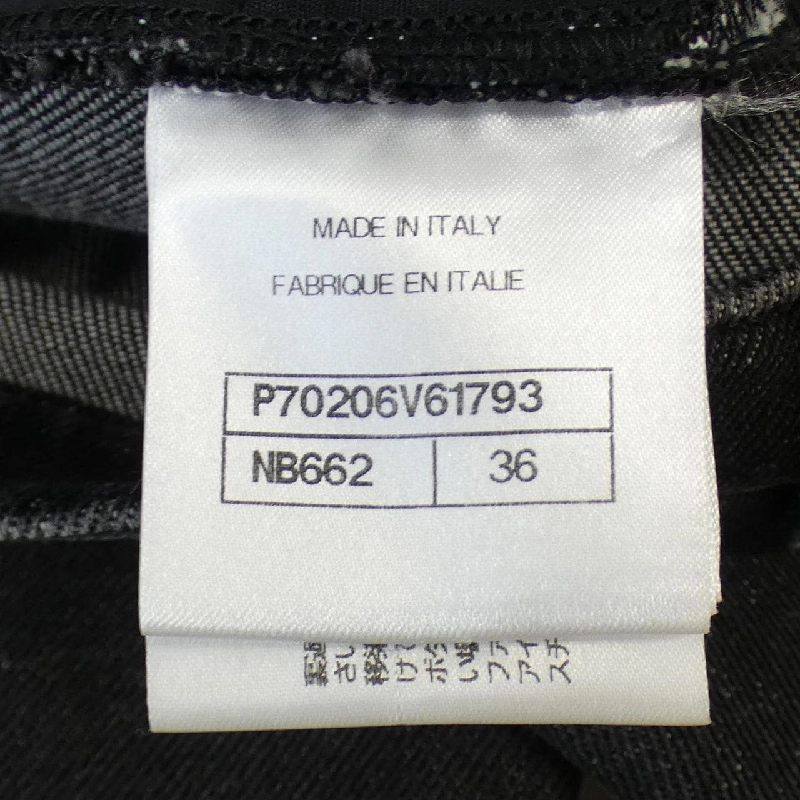 MADE IN ITALY
FABRIQUE EN ITALIE
P70206V61793
NB662 36